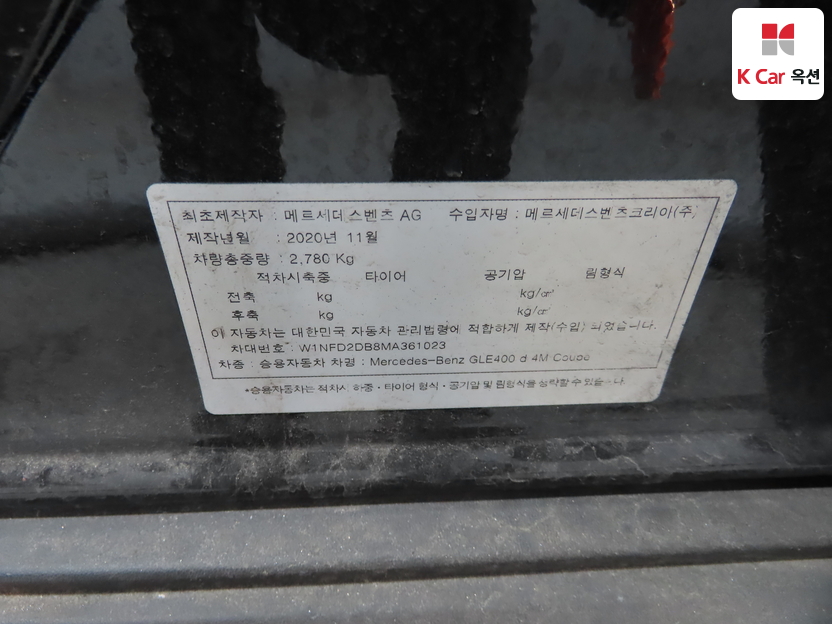 K Car 옥션
최초제작자 : 메르세데스벤츠 AG 수입자명 : 메르세데스벤츠코리아(주)
제작년월 : 2020년 11월
차량총중량 : 2,780 Kg
적차시축중 타이어 공기압 림형식
전축 kg kg/㎠
후축 kg kg/㎠
이 자동차는 대한민국 자동차 관리법령에 적합하게 제작(수입) 되었습니다.
차대번호 : W1NFD2DB8MA361023
차종 : 승용자동차 차명 : Mercedes-Benz GLE400 d 4M Coupe
*승용자동차는 적차시 하중·타이어 형식·공기압 및 림형식을 생략할 수 있습니다.